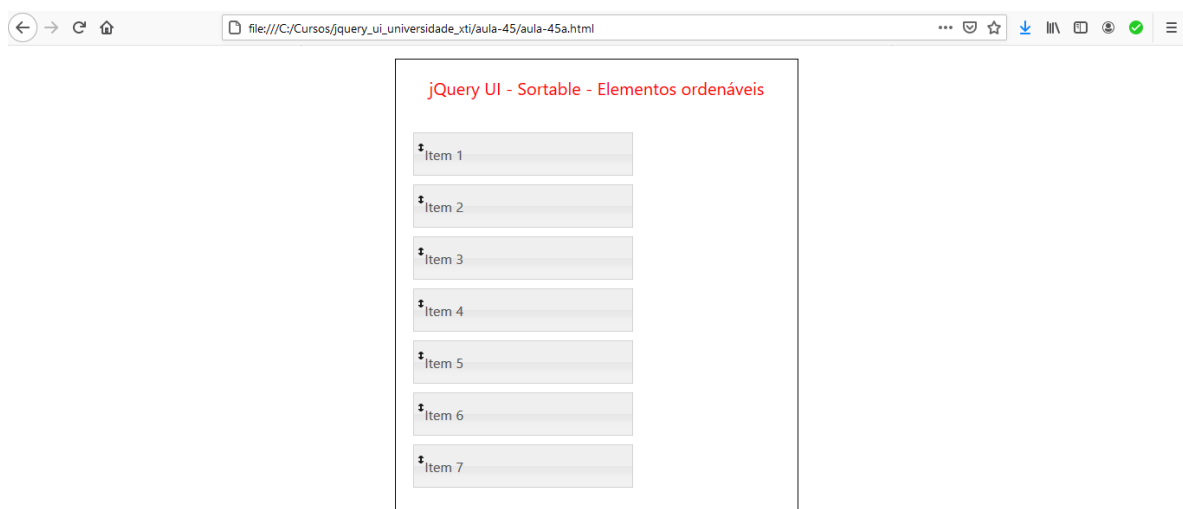 file:///C:/Cursos/jquery_ui_universidade_xti/aula-45/aula-45a.html
jQuery UI - Sortable - Elementos ordenáveis
Item 1
Item 2
Item 3
Item 4
Item 5
Item 6
Item 7